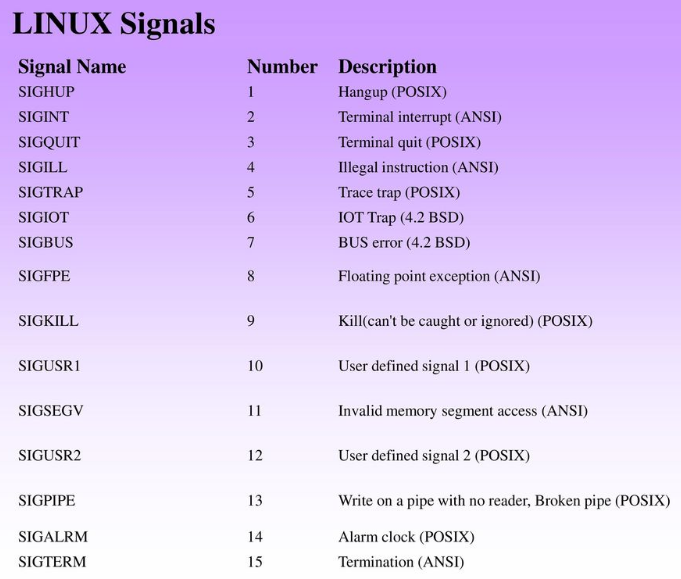 LINUX Signals
Signal Name Number Description
SIGHUP 1 Hangup (POSIX)
SIGINT 2 Terminal interrupt (ANSI)
SIGQUIT 3 Terminal quit (POSIX)
SIGILL 4 Illegal instruction (ANSI)
SIGTRAP 5 Trace trap (POSIX)
SIGIOT 6 IOT Trap (4.2 BSD)
SIGBUS 7 BUS error (4.2 BSD)
SIGFPE 8 Floating point exception (ANSI)
SIGKILL 9 Kill(can't be caught or ignored) (POSIX)
SIGUSR1 10 User defined signal 1 (POSIX)
SIGSEGV 11 Invalid memory segment access (ANSI)
SIGUSR2 12 User defined signal 2 (POSIX)
SIGPIPE 13 Write on a pipe with no reader, Broken pipe (POSIX)
SIGALRM 14 Alarm clock (POSIX)
SIGTERM 15 Termination (ANSI)